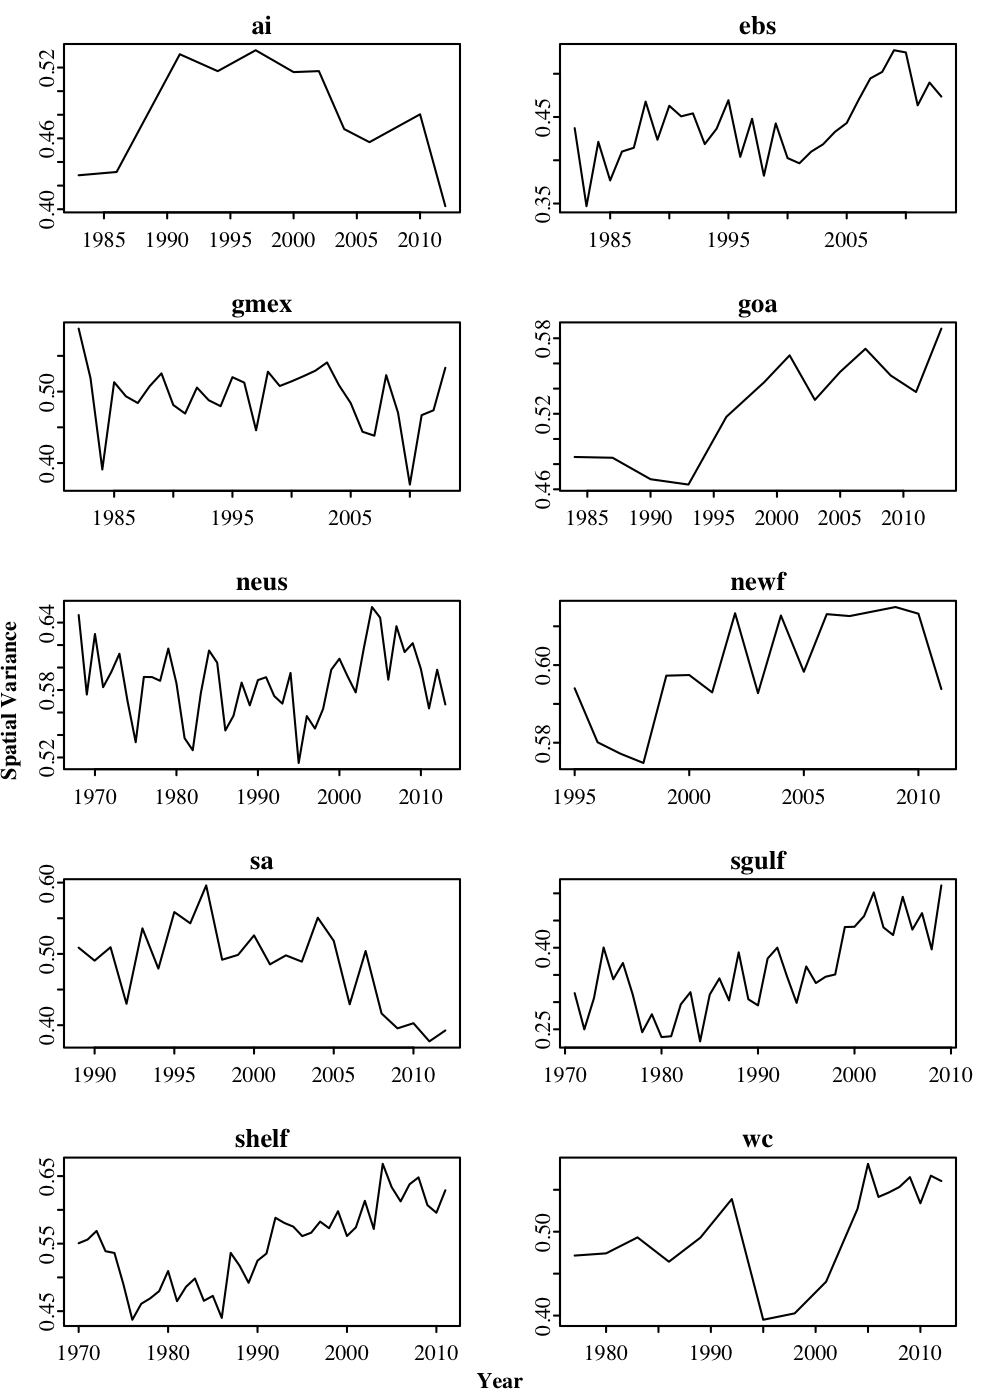 ai
0.40 0.46 0.52
1985 1990 1995 2000 2005 2010
ebs
0.35 0.45
1985 1995 2005
gmex
0.40 0.50
1985 1995 2005
goa
0.46 0.52 0.58
1985 1990 1995 2000 2005 2010
Spatial Variance
neus
0.52 0.58 0.64
1970 1980 1990 2000 2010
newf
0.58 0.60
1995 2000 2005 2010
sa
0.40 0.50 0.60
1990 1995 2000 2005 2010
sgulf
0.25 0.40
1970 1980 1990 2000 2010
shelf
0.45 0.55 0.65
1970 1980 1990 2000 2010
wc
0.40 0.50
1980 1990 2000 2010
Year